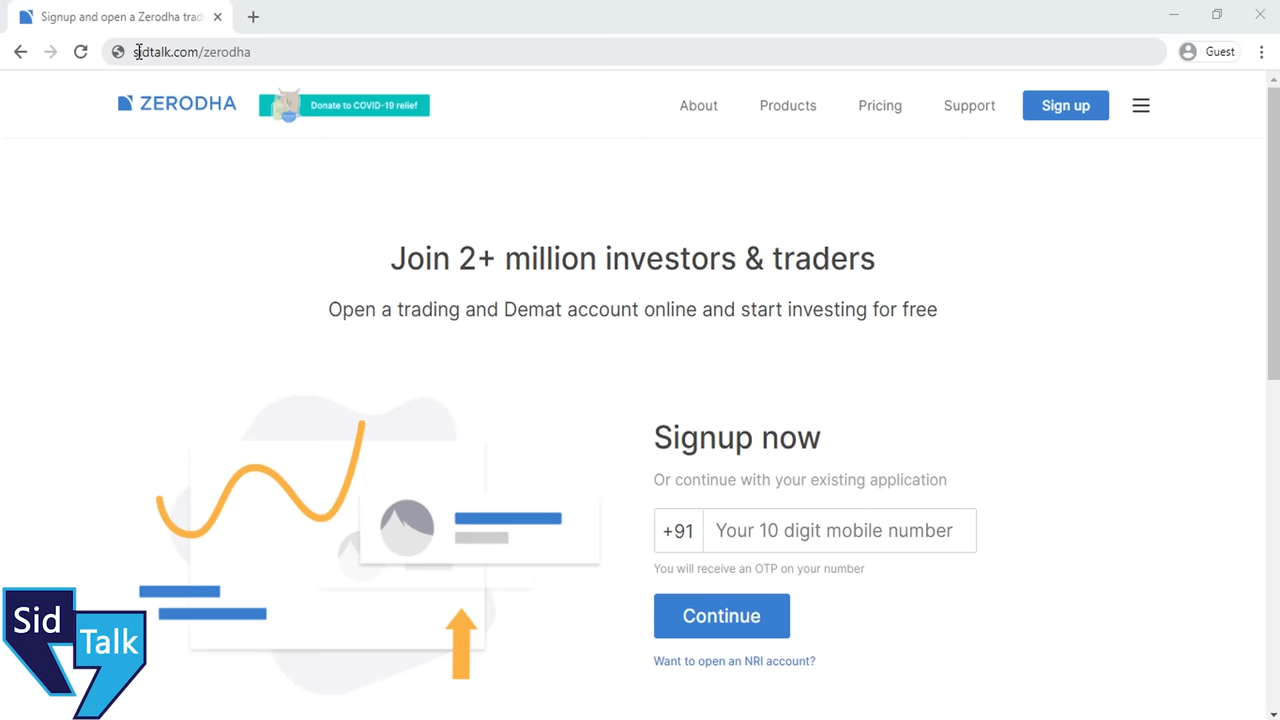 Signup and open a Zerodha trad
sidtalk.com/zerodha
Guest
ZERODHA
Donate to COVID-19 relief
About
Products
Pricing
Support
Sign up
Join 2+ million investors & traders
Open a trading and Demat account online and start investing for free
Signup now
Or continue with your existing application
+91
Your 10 digit mobile number
You will receive an OTP on your number
Continue
Want to open an NRI account?
Sid
Talk